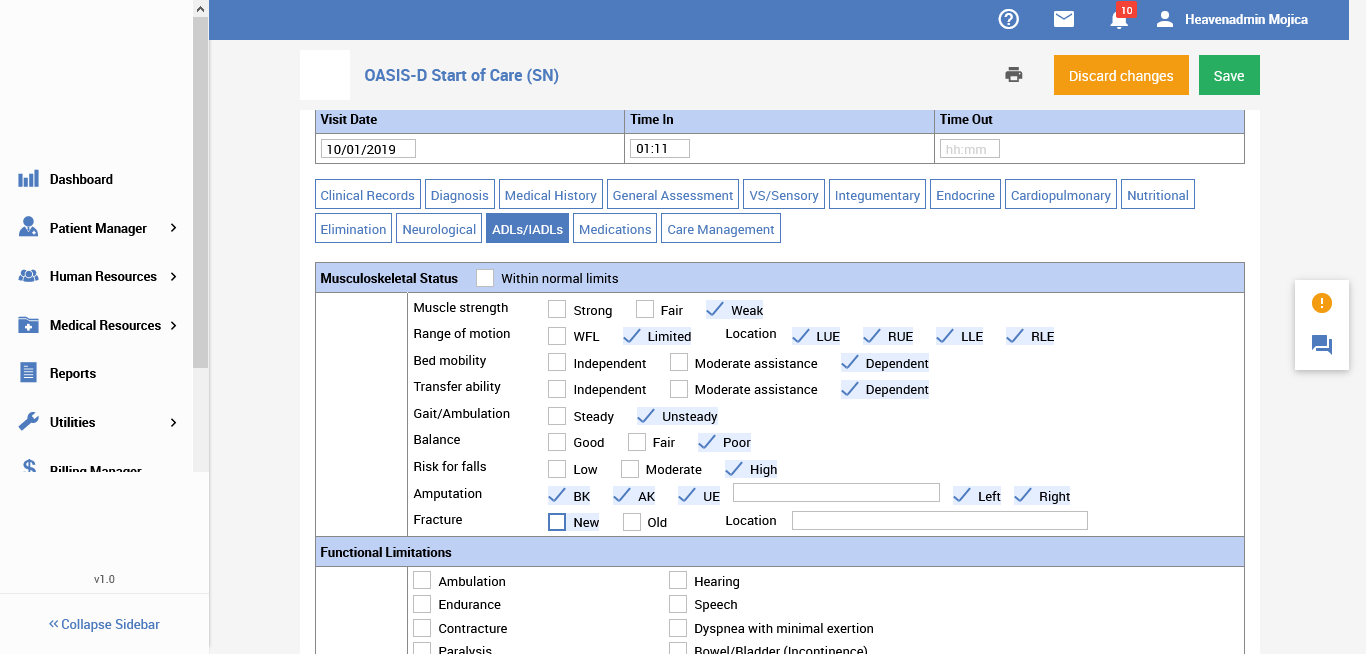 10
Heavenadmin Mojica
OASIS-D Start of Care (SN)
Discard changes
Save
Dashboard
Patient Manager
Human Resources
Medical Resources
Reports
Utilities
Billing Manager
v1.0
Collapse Sidebar
Visit Date Time In Time Out
10/01/2019 01:11 hh:mm
Clinical Records Diagnosis Medical History General Assessment VS/Sensory Integumentary Endocrine Cardiopulmonary Nutritional
Elimination Neurological ADLs/IADLs Medications Care Management
Musculoskeletal Status Within normal limits
Muscle strength Strong Fair Weak
Range of motion WFL Limited Location LUE RUE LLE RLE
Bed mobility Independent Moderate assistance Dependent
Transfer ability Independent Moderate assistance Dependent
Gait/Ambulation Steady Unsteady
Balance Good Fair Poor
Risk for falls Low Moderate High
Amputation BK AK UE Left Right
Fracture New Old Location
Functional Limitations
Ambulation Hearing
Endurance Speech
Contracture Dyspnea with minimal exertion
Paralysis Bowel/Bladder (Incontinence)